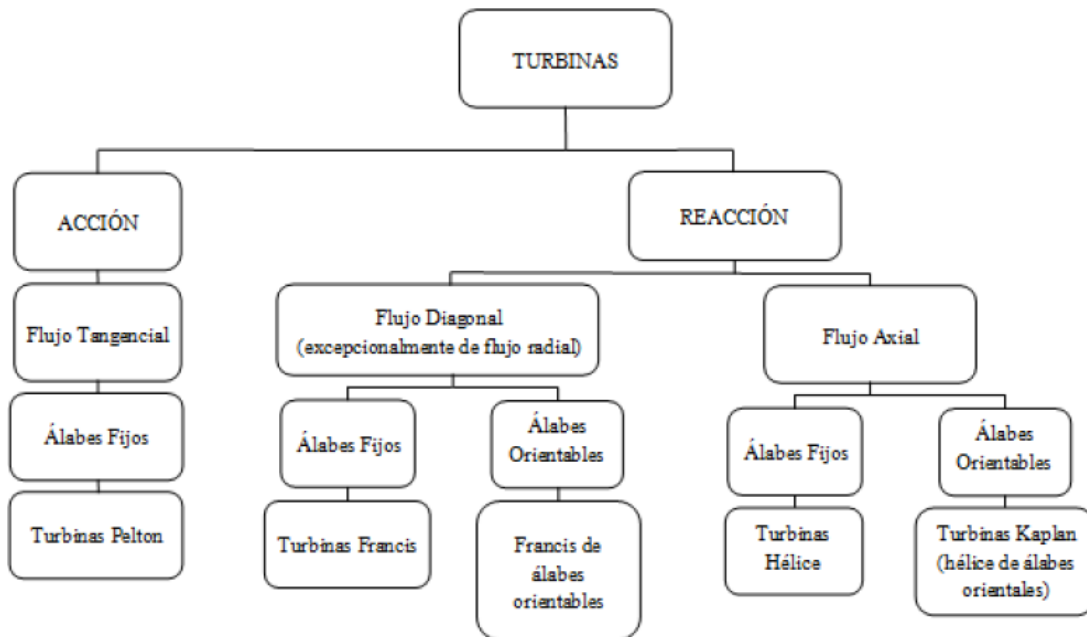 TURBINAS
ACCIÓN
REACCIÓN
Flujo Tangencial
Flujo Diagonal
(excepcionalmente de flujo radial)
Flujo Axial
Álabes Fijos
Álabes Fijos
Álabes
Orientables
Álabes Fijos
Álabes
Orientables
Turbinas Pelton
Turbinas Francis
Francis de
álabes
orientables
Turbinas
Hélice
Turbinas Kaplan
(hélice de álabes
orientales)